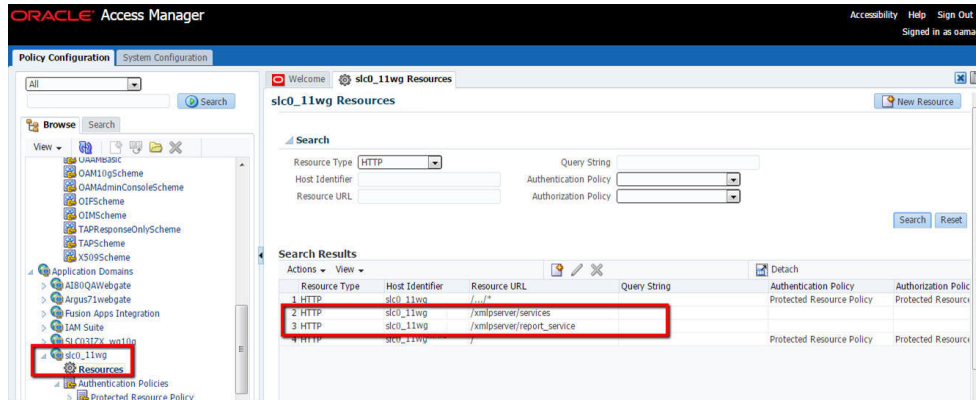 ORACLE® Access Manager
Accessibility Help Sign Out
Signed in as oama
Policy Configuration System Configuration
All
Search
Browse Search
View
OAAMBasic
OAM10gScheme
OAMAdminConsoleScheme
OIFScheme
OIMScheme
TAPResponseOnlyScheme
TAPScheme
X509Scheme
Application Domains
AI80QAWebgate
Argus71webgate
Fusion Apps Integration
IAM Suite
SLC03IZX_wg10g
slc0_11wg
Resources
Authentication Policies
Protected Resource Policy
Welcome slc0_11wg Resources
slc0_11wg Resources
New Resource
Search
Resource Type HTTP Query String
Host Identifier Authentication Policy
Resource URL Authorization Policy
Search Reset
Search Results
Actions View Detach
Resource Type Host Identifier Resource URL Query String Authentication Policy Authorization Polic
1 HTTP slc0_11wg /.../* Protected Resource Policy Protected Resource
2 HTTP slc0_11wg /xmlpserver/services
3 HTTP slc0_11wg /xmlpserver/report_service
4 HTTP slc0_11wg / Protected Resource Policy Protected Resource